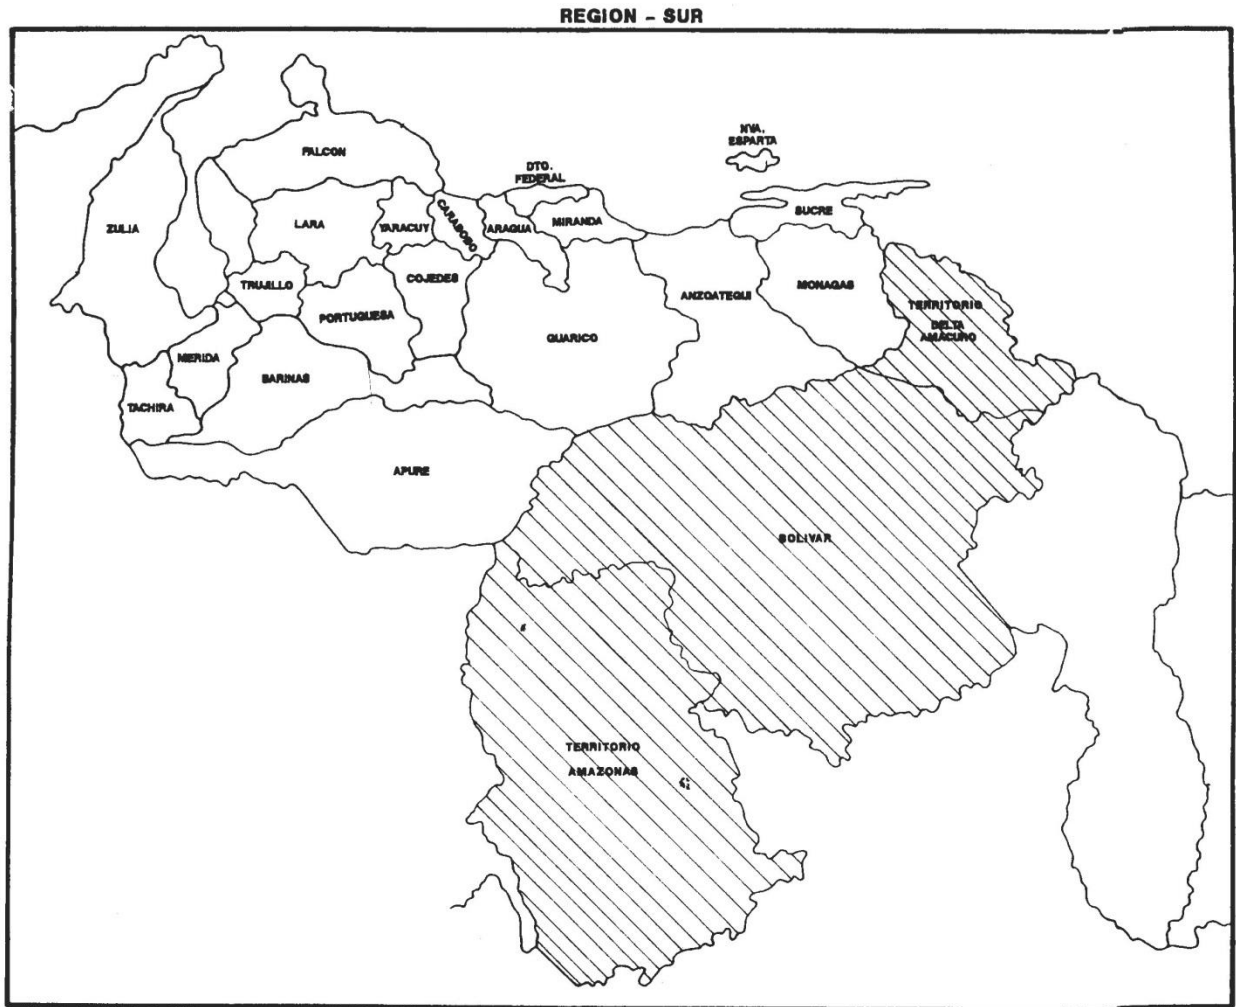 REGION - SUR
NVA.
ESPARTA
FALCON
DTO.
FEDERAL
ZULIA
LARA
YARACUY
CARABOBO
ARAGUA
MIRANDA
SUCRE
TRUJILLO
COJEDES
PORTUGUESA
GUARICO
ANZOATEGUI
MONAGAS
TERRITORIO
DELTA
AMACURO
MERIDA
BARINAS
TACHIRA
APURE
BOLIVAR
TERRITORIO
AMAZONAS